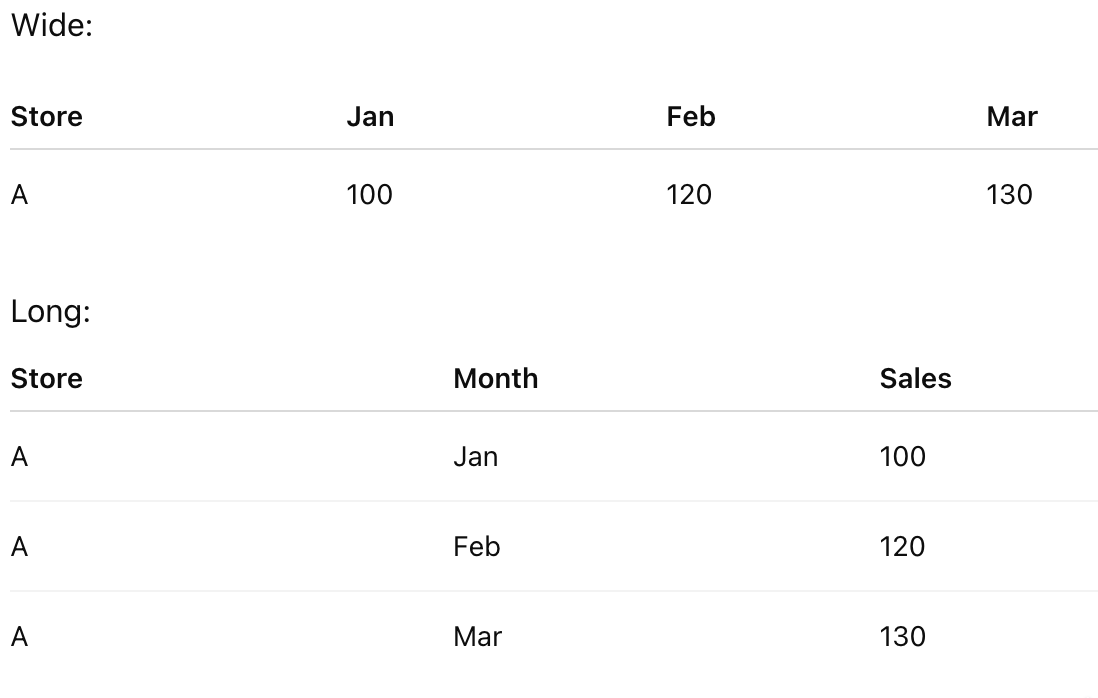 Wide:
Store Jan Feb Mar
A 100 120 130
Long:
Store Month Sales
A Jan 100
A Feb 120
A Mar 130